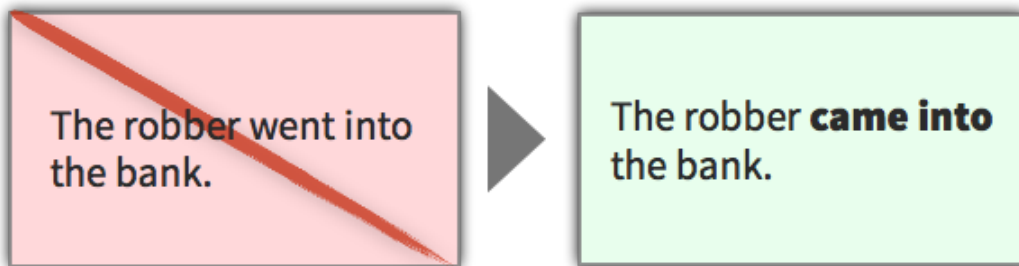 The robber went into
the bank.
The robber came into
the bank.